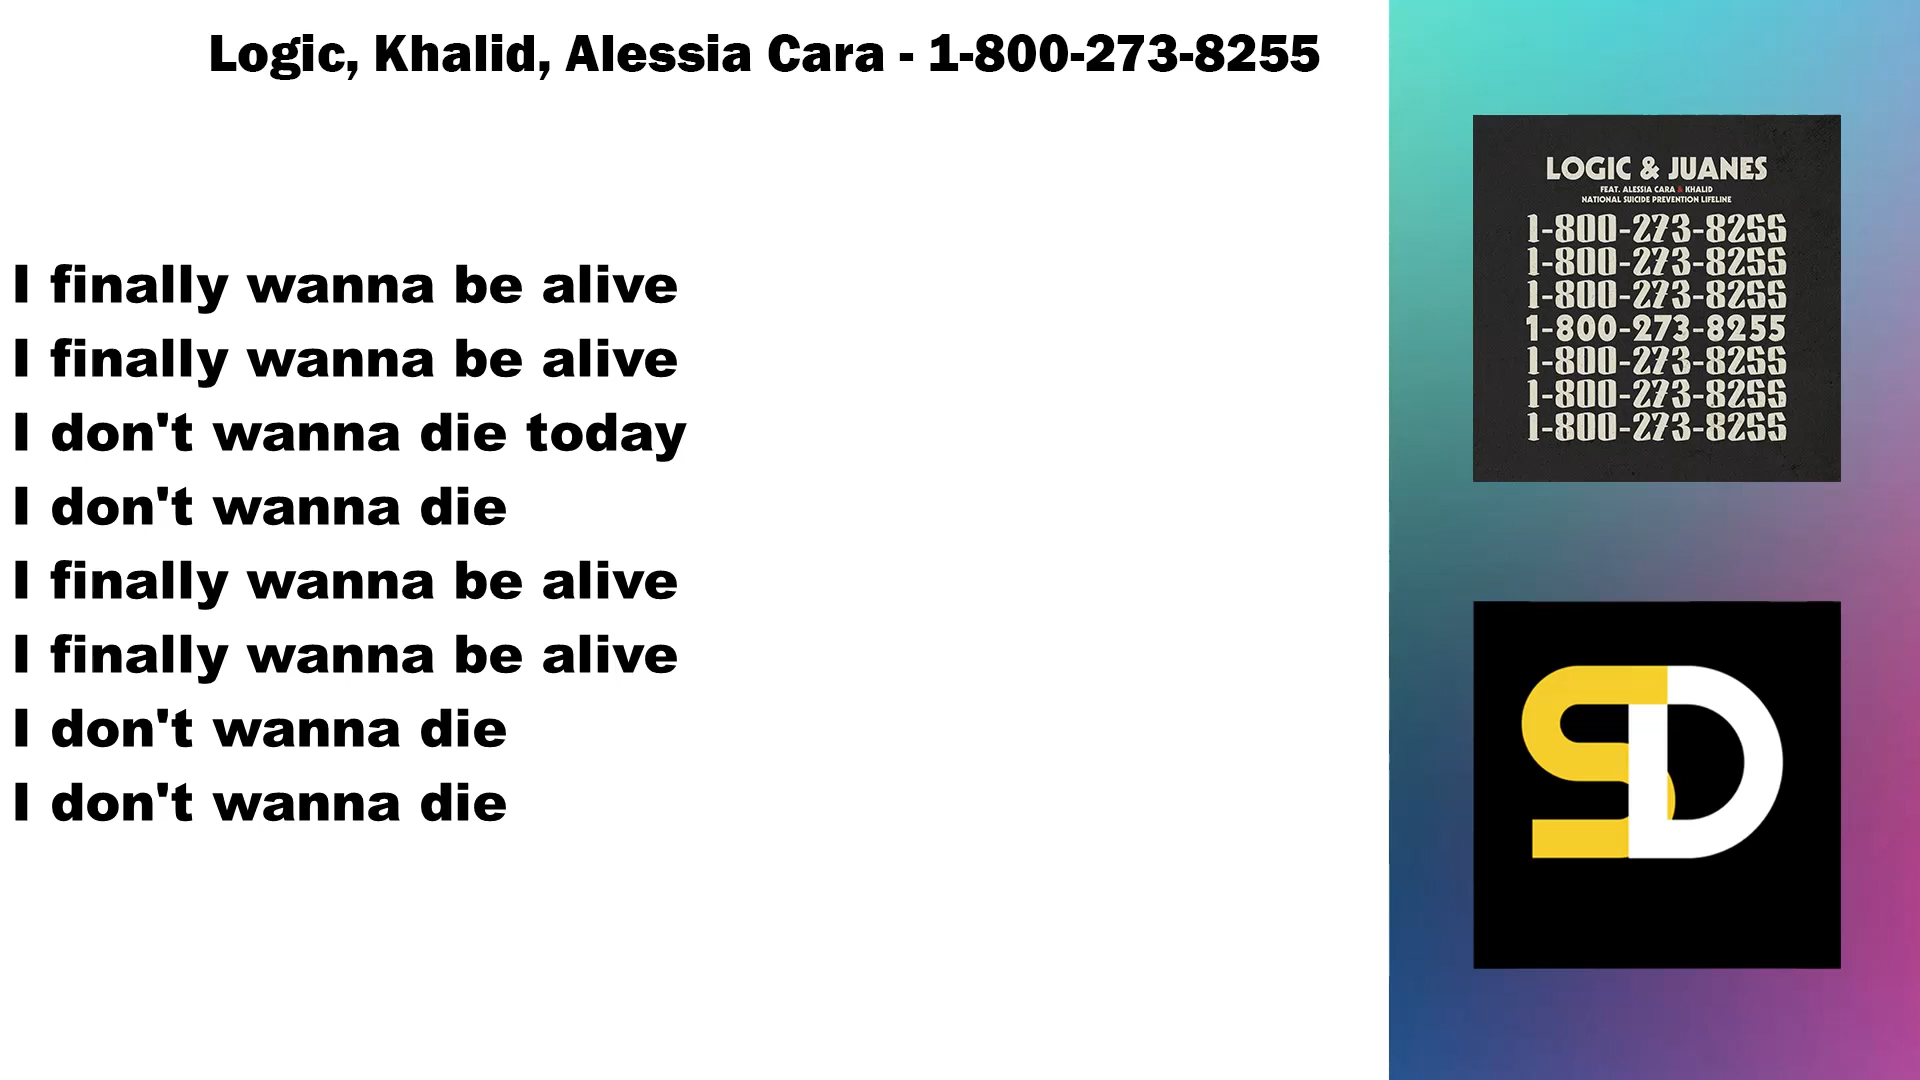 Logic, Khalid, Alessia Cara - 1-800-273-8255
I finally wanna be alive
I finally wanna be alive
I don't wanna die today
I don't wanna die
I finally wanna be alive
I finally wanna be alive
I don't wanna die
I don't wanna die
LOGIC & JUANES
FEAT. ALESSIA CARA & KHALID
NATIONAL SUICIDE PREVENTION LIFELINE
1-800-273-8255
1-800-273-8255
1-800-273-8255
1-800-273-8255
1-800-273-8255
1-800-273-8255
1-800-273-8255
SD